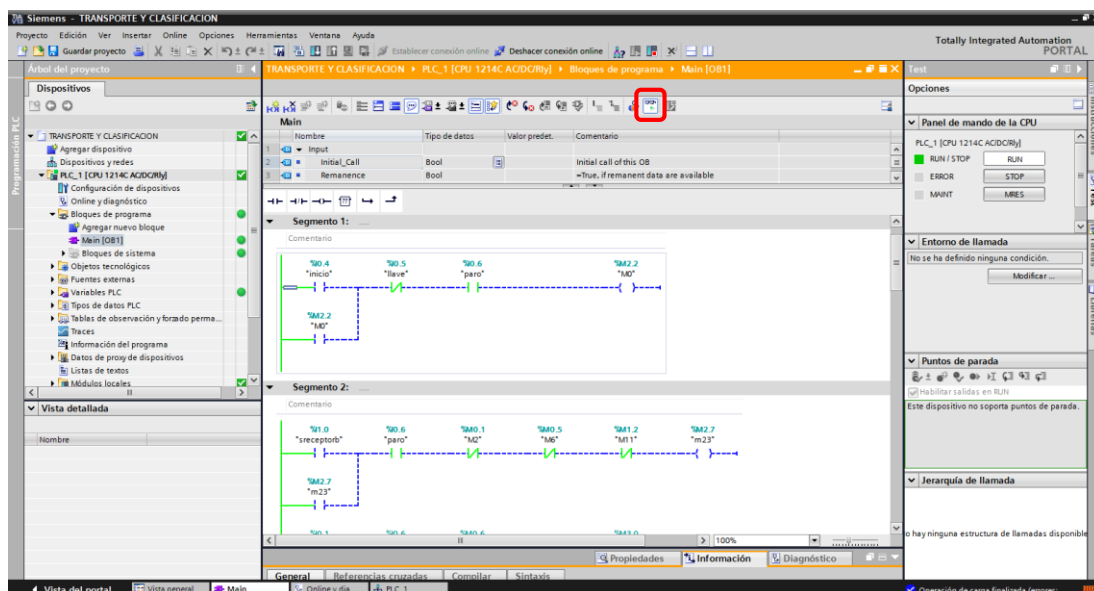 Siemens - TRANSPORTE Y CLASIFICACION
Proyecto Edición Ver Insertar Online Opciones Herramientas Ventana Ayuda
Guardar proyecto Establecer conexión online Deshacer conexión online
Totally Integrated Automation
PORTAL
Árbol del proyecto
TRANSPORTE Y CLASIFICACION PLC_1 [CPU 1214C AC/DC/Rly] Bloques de programa Main [OB1]
Test
Dispositivos
Opciones
Programación PLC
TRANSPORTE Y CLASIFICACION
Agregar dispositivo
Dispositivos y redes
PLC_1 [CPU 1214C AC/DC/Rly]
Configuración de dispositivos
Online y diagnóstico
Bloques de programa
Agregar nuevo bloque
Main [OB1]
Bloques de sistema
Objetos tecnológicos
Fuentes externas
Variables PLC
Tipos de datos PLC
Tablas de observación y forzado perma...
Traces
Información del programa
Datos de proxy de dispositivos
Listas de textos
Módulos locales
Vista detallada
Nombre
Main
Nombre Tipo de datos Valor predet. Comentario
1 Input
2 Initial_Call Bool Initial call of this OB
3 Remanence Bool =True, if remanent data are available
Segmento 1: ....
Comentario
%I0.4 %I0.5 %I0.6 %M2.2
"inicio" "llave" "paro" "M0"
%M2.2
"M0"
Segmento 2: ....
Comentario
%I1.0 %I0.6 %M0.1 %M0.5 %M1.2 %M2.7
"sreceptorb" "paro" "M2" "M6" "M11" "m23"
%M2.7
"m23"
100%
Propiedades Información Diagnóstico
General Referencias cruzadas Compilar Sintaxis
Panel de mando de la CPU
PLC_1 [CPU 1214C AC/DC/Rly]
RUN / STOP RUN
ERROR STOP
MAINT MRES
Entorno de llamada
No se ha definido ninguna condición.
Modificar ...
Puntos de parada
Habilitar salidas en RUN
Este dispositivo no soporta puntos de parada.
Jerarquía de llamada
o hay ninguna estructura de llamadas disponible
Vista del portal Vista general Main Online y dia... PLC_1
Operación de carga finalizada (errores: